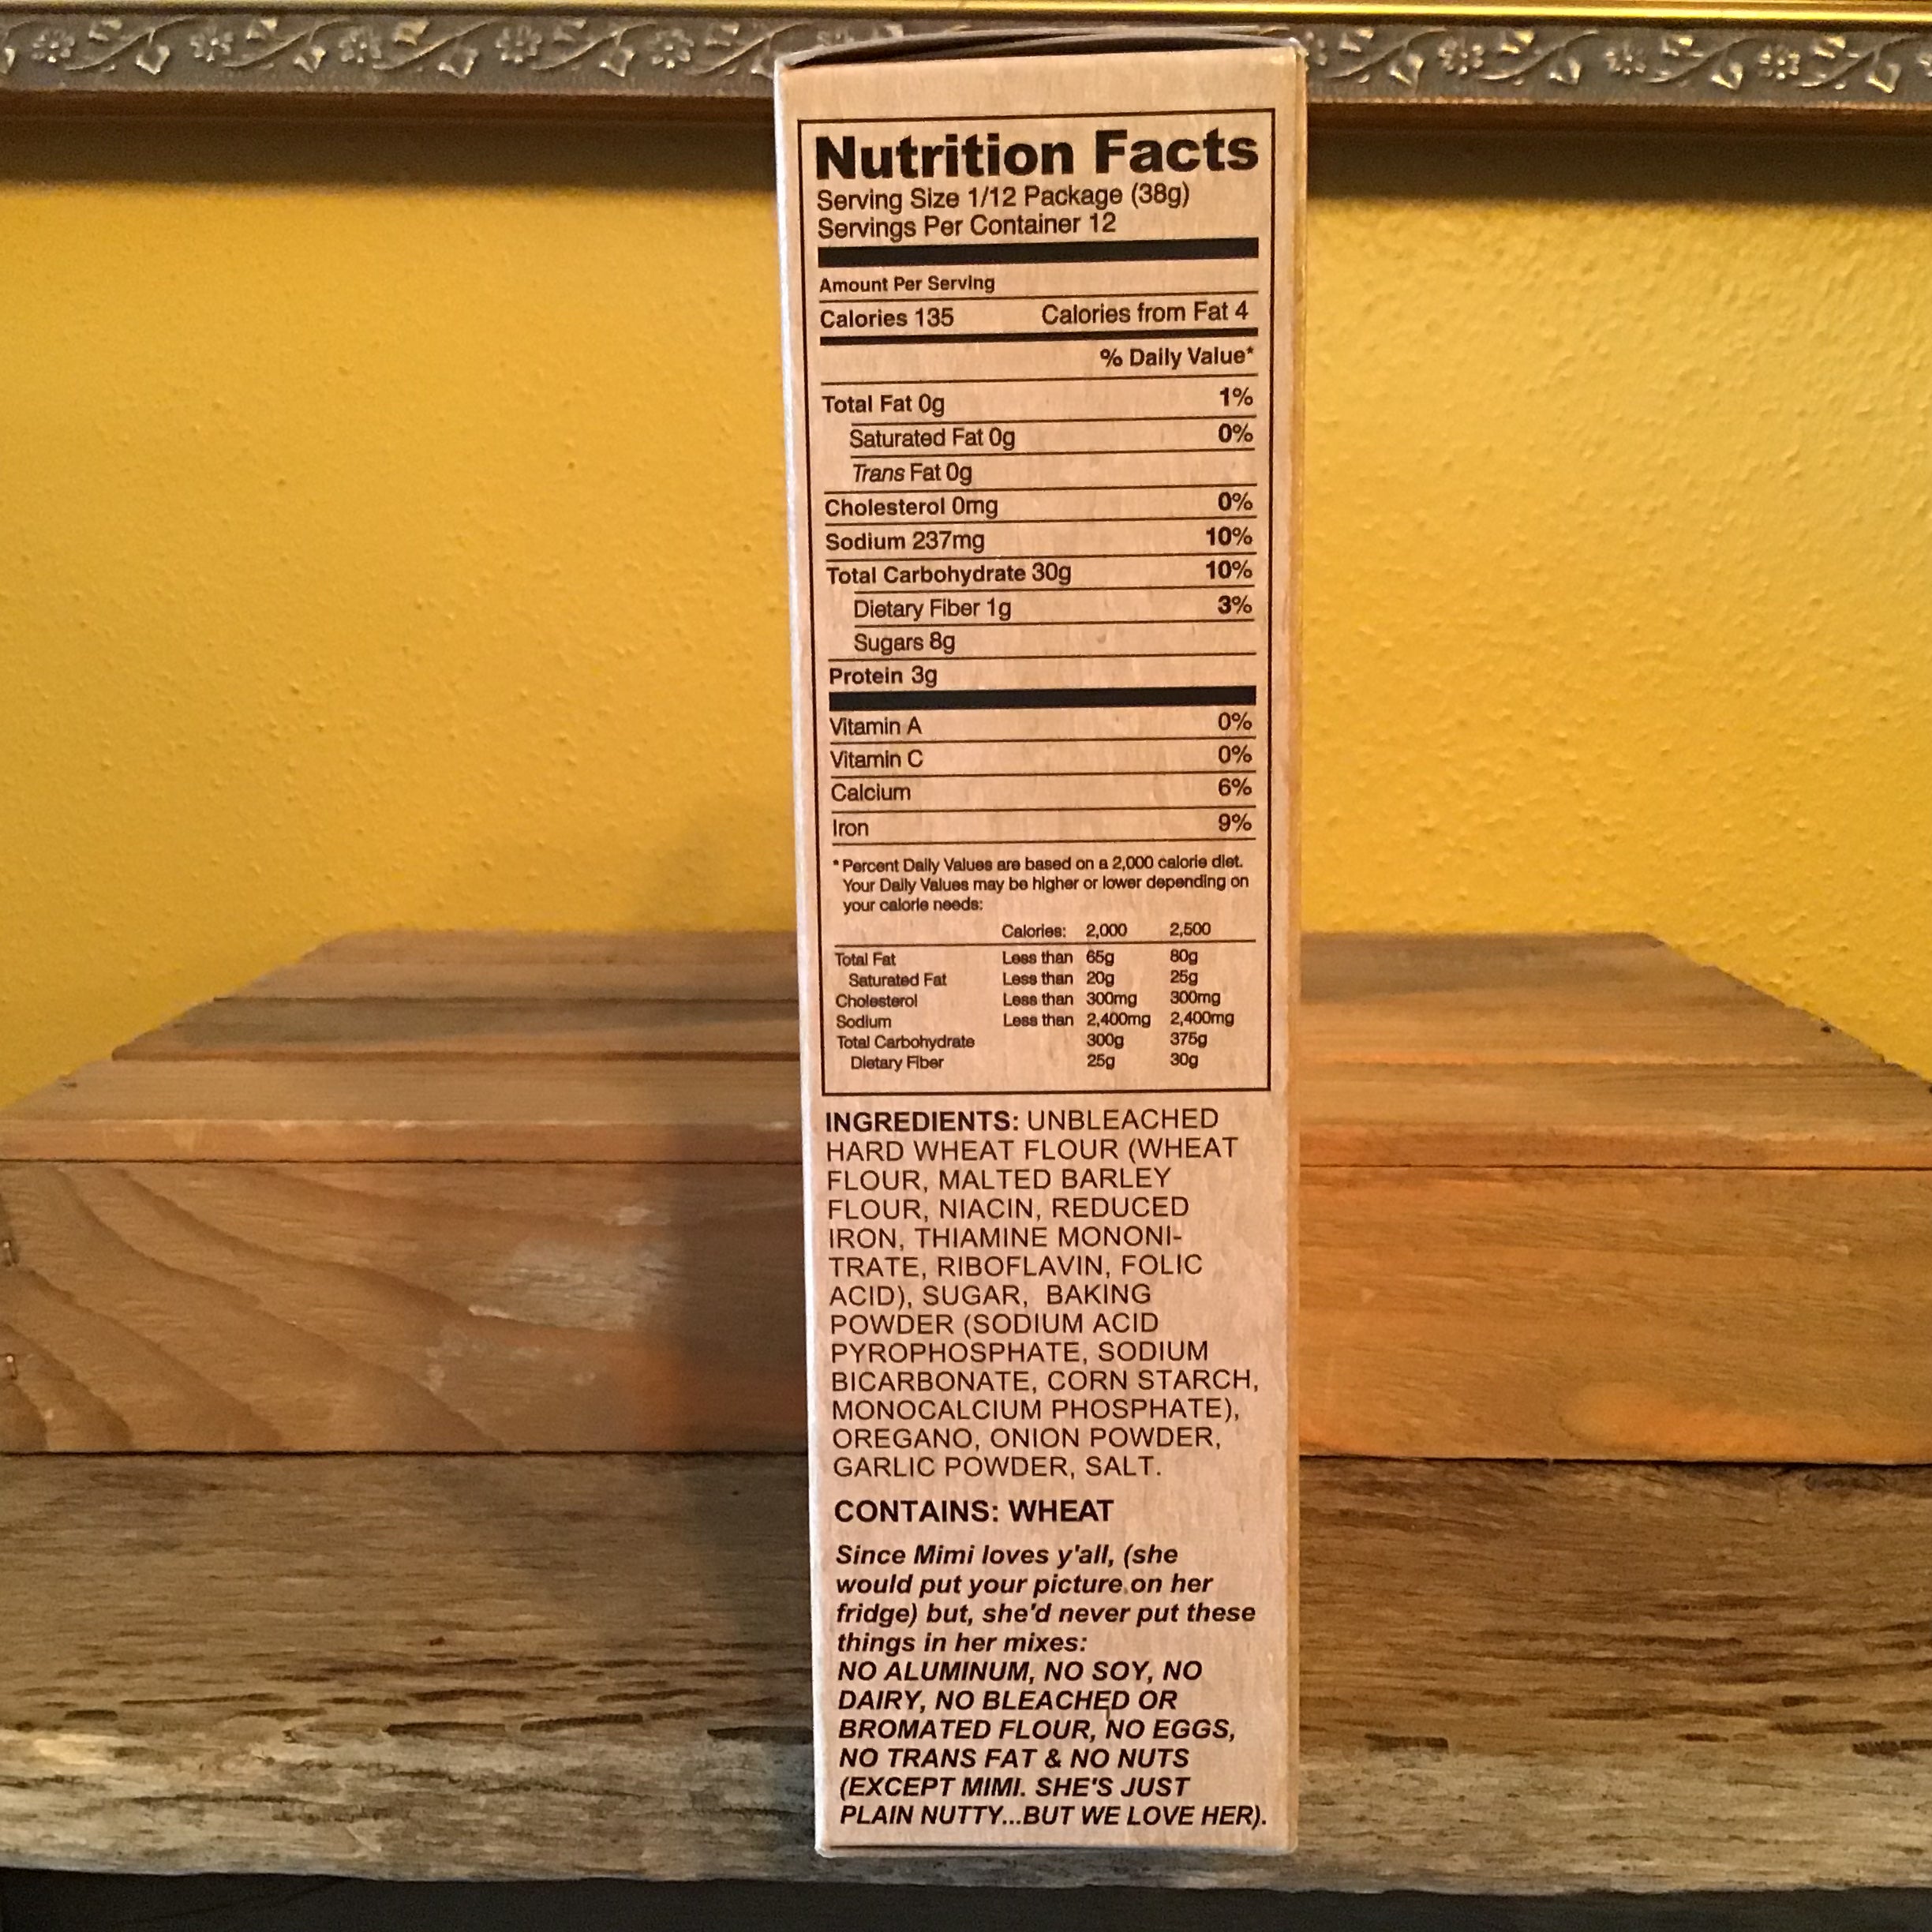 Nutrition Facts
Serving Size 1/12 Package (38g)
Servings Per Container 12
Amount Per Serving
Calories 135 Calories from Fat 4
% Daily Value*
Total Fat 0g 1%
Saturated Fat 0g 0%
Trans Fat 0g
Cholesterol 0mg 0%
Sodium 237mg 10%
Total Carbohydrate 30g 10%
Dietary Fiber 1g 3%
Sugars 8g
Protein 3g
Vitamin A 0%
Vitamin C 0%
Calcium 6%
Iron 9%
* Percent Daily Values are based on a 2,000 calorie diet.
Your Daily Values may be higher or lower depending on
your calorie needs:
Calories: 2,000 2,500
Total Fat Less than 65g 80g
Saturated Fat Less than 20g 25g
Cholesterol Less than 300mg 300mg
Sodium Less than 2,400mg 2,400mg
Total Carbohydrate 300g 375g
Dietary Fiber 25g 30g
INGREDIENTS: UNBLEACHED
HARD WHEAT FLOUR (WHEAT
FLOUR, MALTED BARLEY
FLOUR, NIACIN, REDUCED
IRON, THIAMINE MONONI-
TRATE, RIBOFLAVIN, FOLIC
ACID), SUGAR, BAKING
POWDER (SODIUM ACID
PYROPHOSPHATE, SODIUM
BICARBONATE, CORN STARCH,
MONOCALCIUM PHOSPHATE),
OREGANO, ONION POWDER,
GARLIC POWDER, SALT.
CONTAINS: WHEAT
Since Mimi loves y'all, (she
would put your picture on her
fridge) but, she'd never put these
things in her mixes:
NO ALUMINUM, NO SOY, NO
DAIRY, NO BLEACHED OR
BROMATED FLOUR, NO EGGS,
NO TRANS FAT & NO NUTS
(EXCEPT MIMI. SHE'S JUST
PLAIN NUTTY...BUT WE LOVE HER).